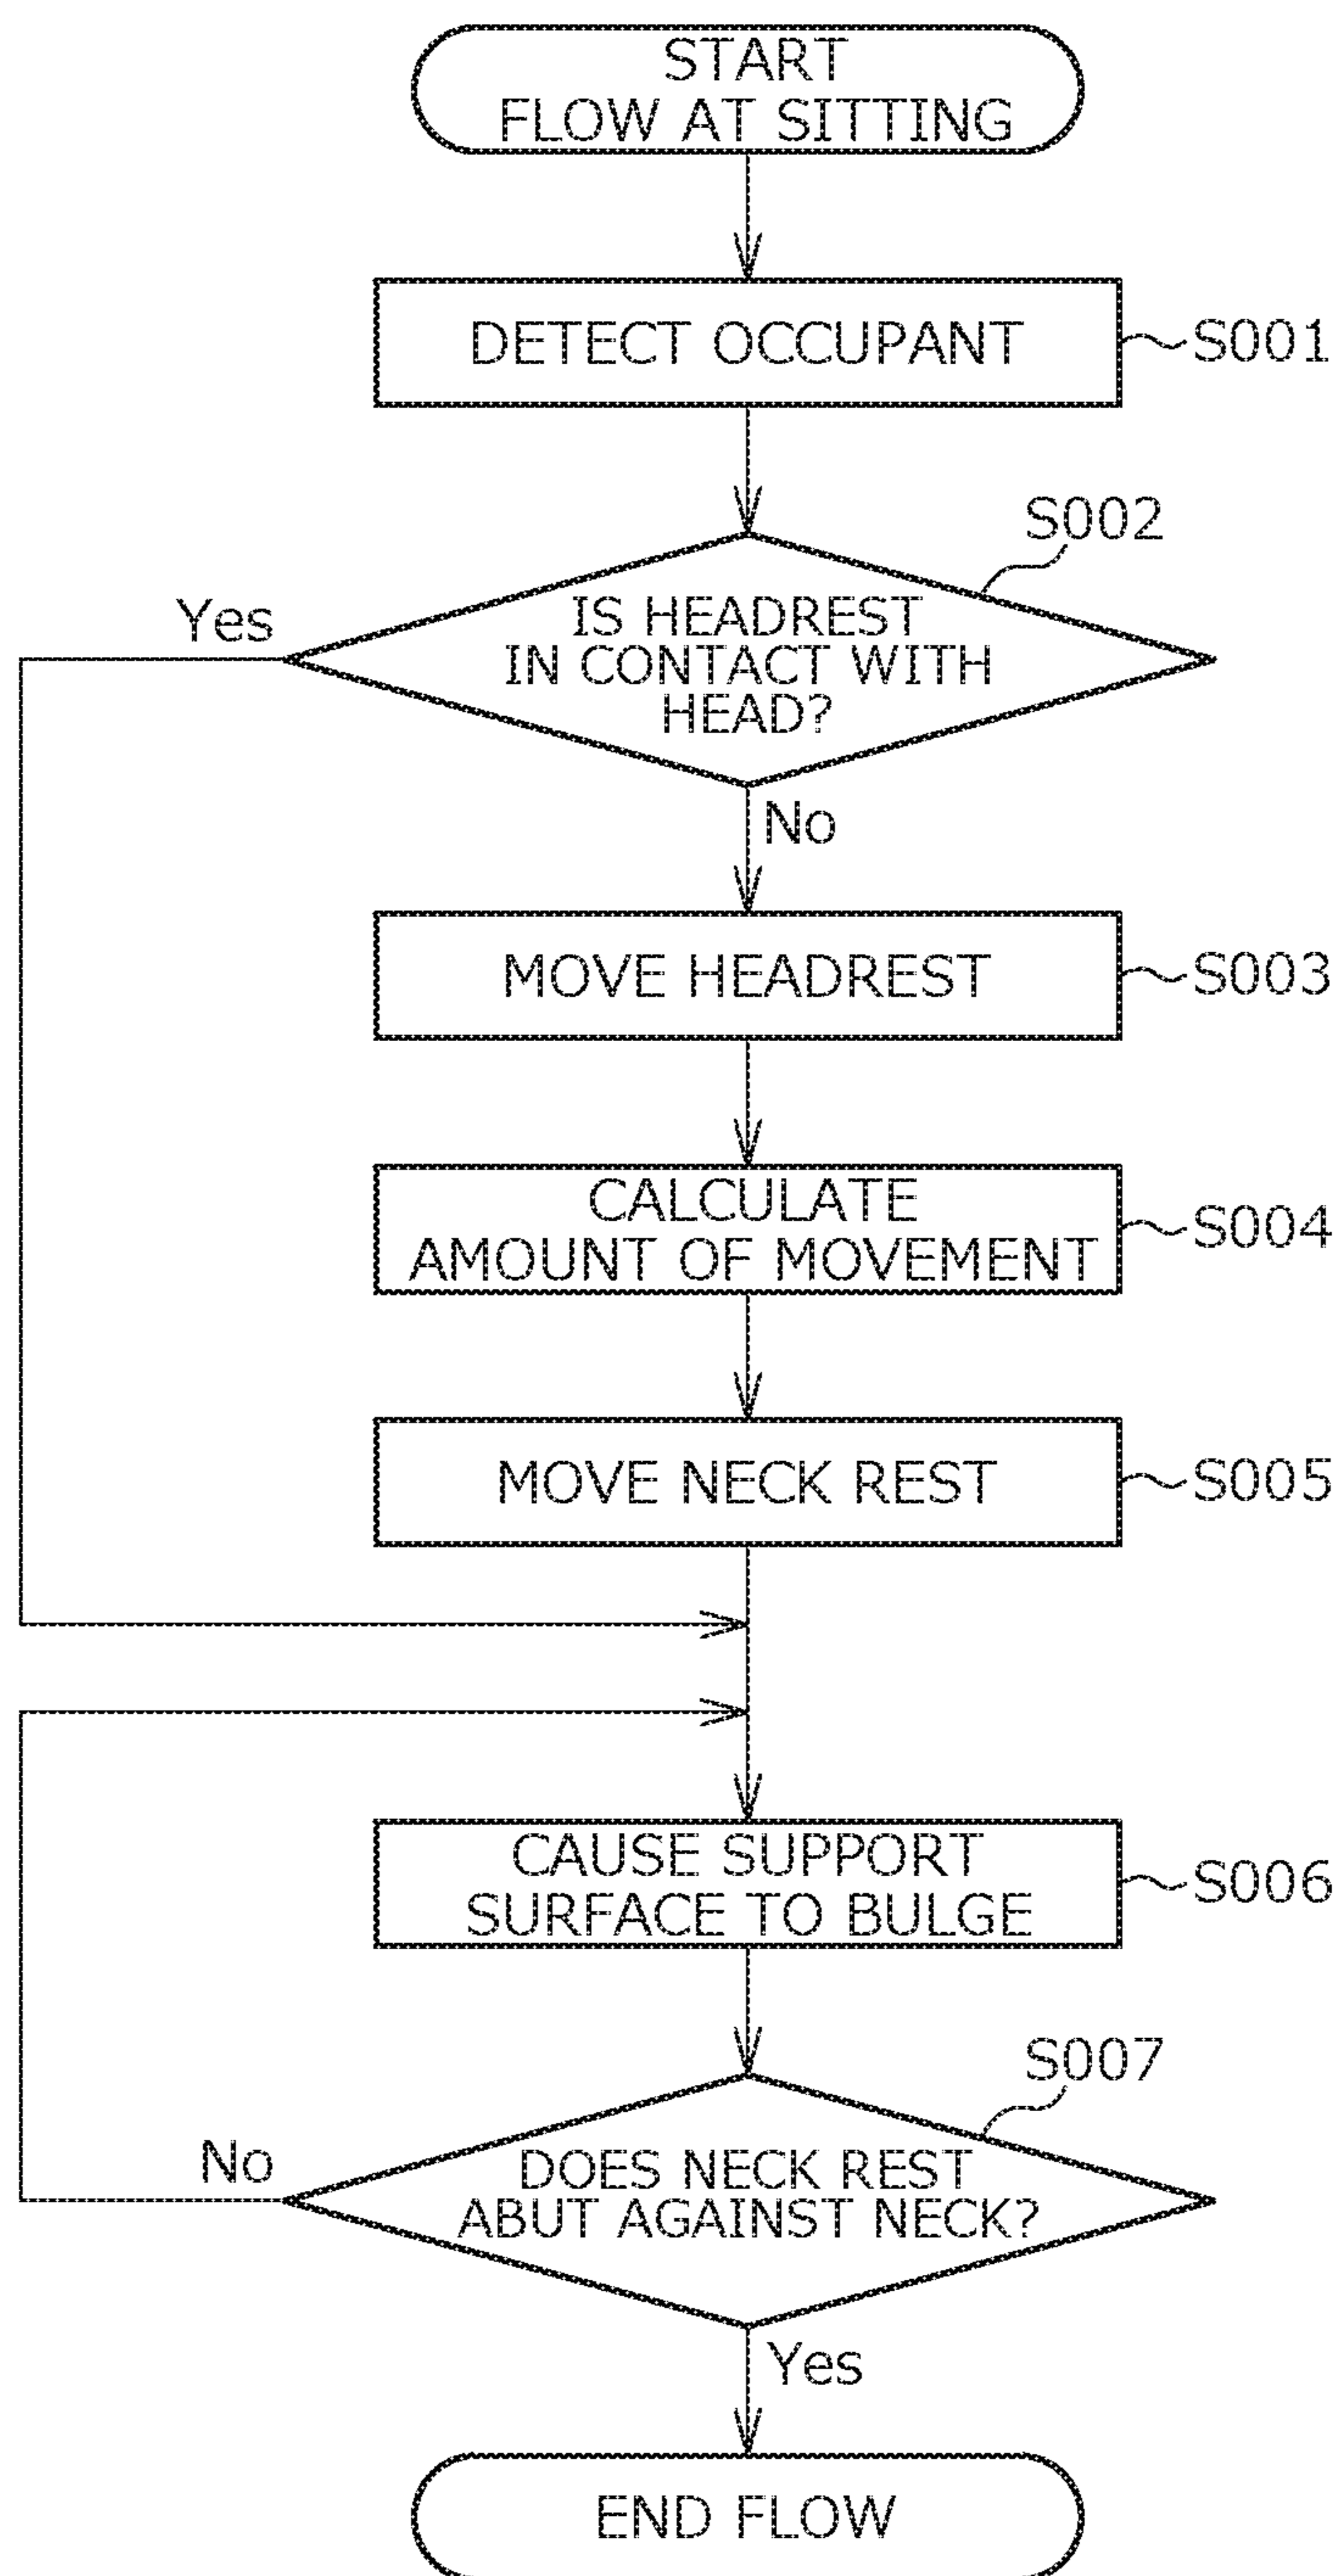 START
FLOW AT SITTING
DETECT OCCUPANT
S001
S002
Yes
IS HEADREST
IN CONTACT WITH
HEAD?
No
MOVE HEADREST
S003
CALCULATE
AMOUNT OF MOVEMENT
S004
MOVE NECK REST
S005
CAUSE SUPPORT
SURFACE TO BULGE
S006
S007
No
DOES NECK REST
ABUT AGAINST NECK?
Yes
END FLOW